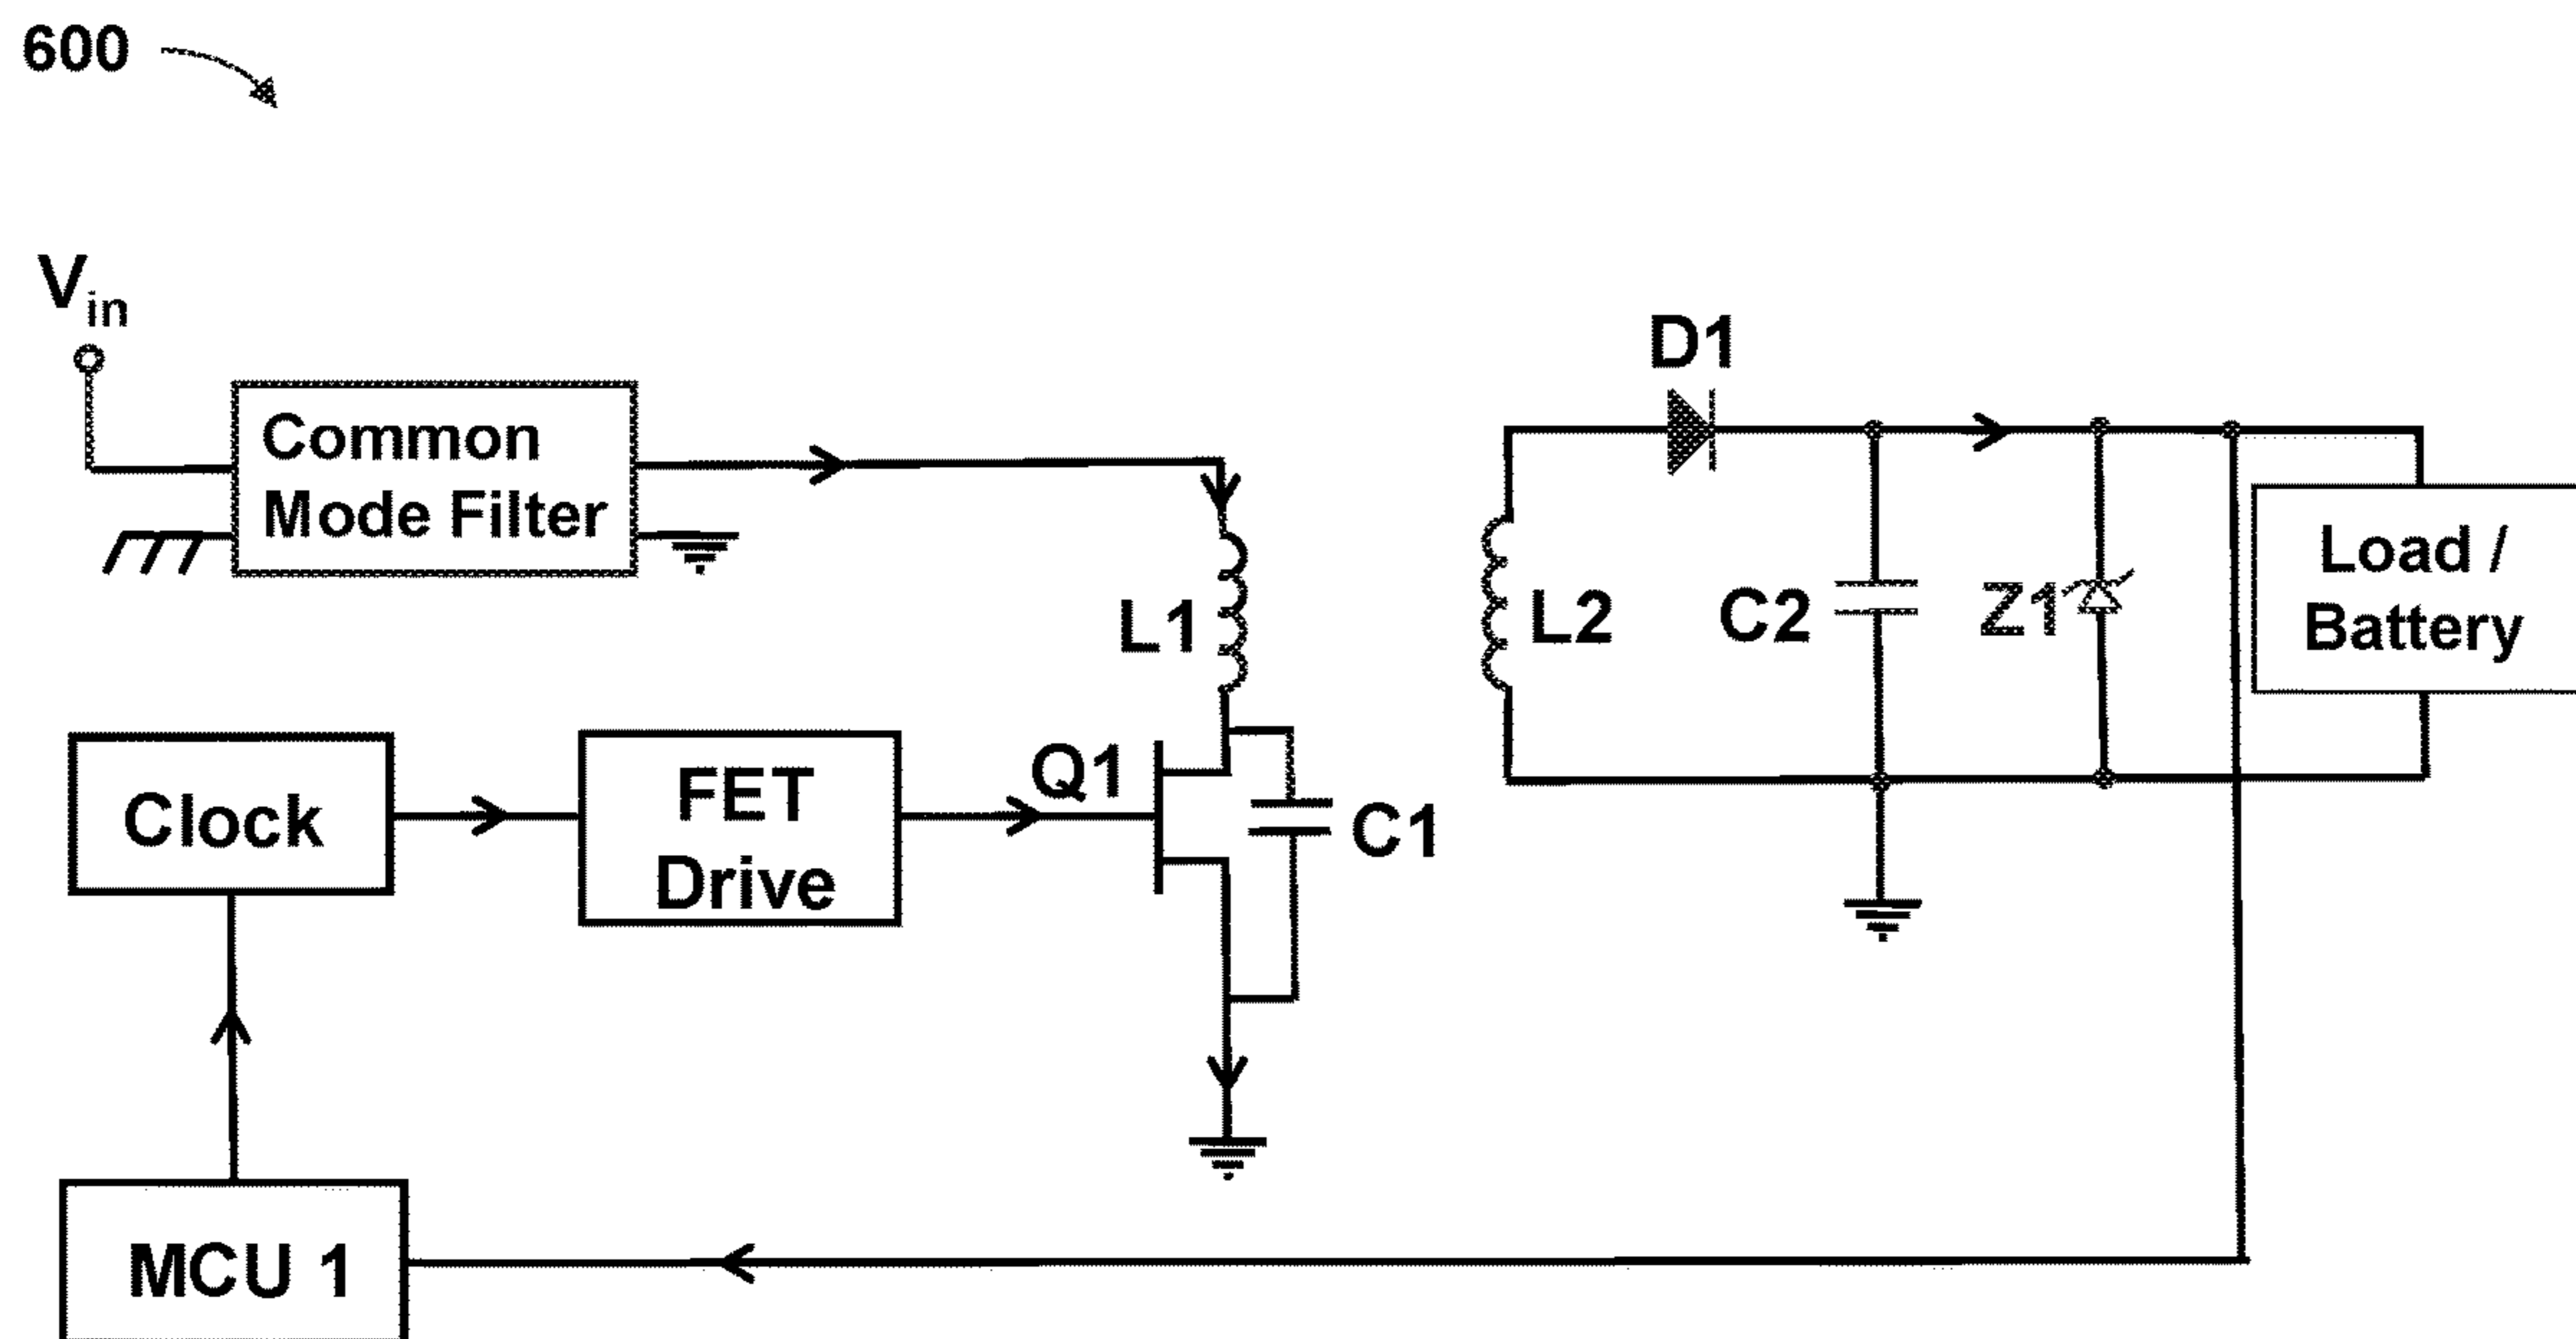 600
Vin
Common
Mode Filter
D1
L1
L2
C2
Z1
Load /
Battery
Clock
FET
Drive
Q1
C1
MCU 1